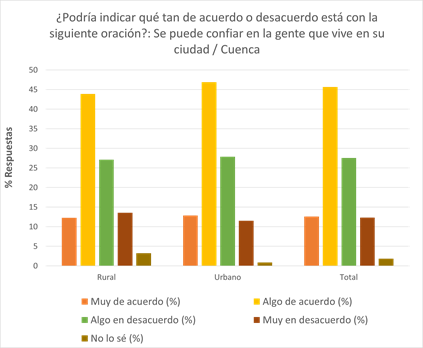 ¿Podría indicar qué tan de acuerdo o desacuerdo está con la
siguiente oración?: Se puede confiar en la gente que vive en su
ciudad / Cuenca
% Respuestas
50
45
40
35
30
25
20
15
10
5
0
Rural Urbano Total
Muy de acuerdo (%) Algo de acuerdo (%)
Algo en desacuerdo (%) Muy en desacuerdo (%)
No lo sé (%)